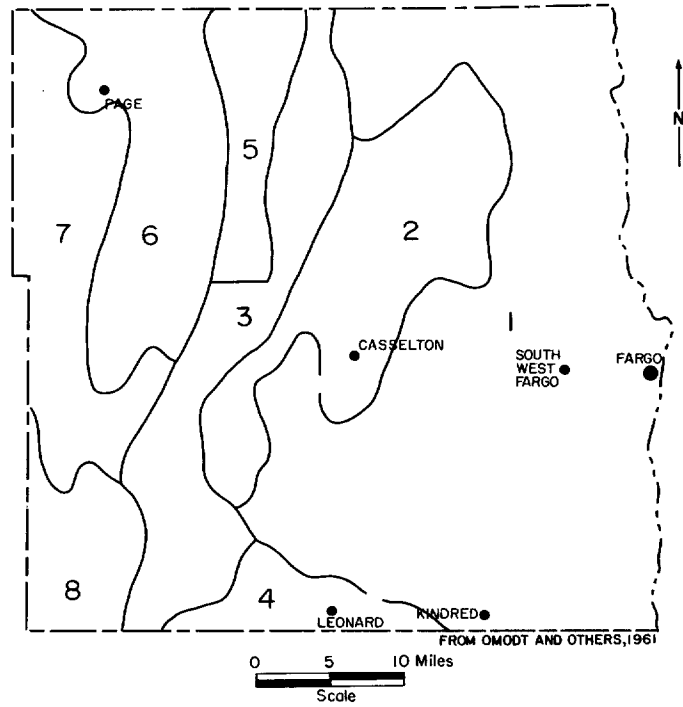 PAGE
N
5
2
7
6
3
1
CASSELTON
SOUTH
WEST
FARGO
FARGO
8
4
LEONARD
KINDRED
FROM OMODT AND OTHERS,1961
0 5 10 Miles
Scale